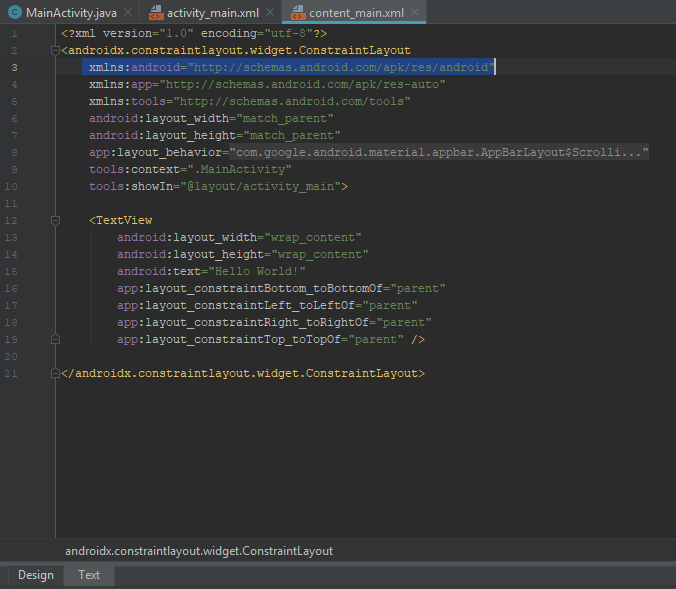 MainActivity.java activity_main.xml content_main.xml
1 <?xml version="1.0" encoding="utf-8"?>
2 <androidx.constraintlayout.widget.ConstraintLayout
3 xmlns:android="http://schemas.android.com/apk/res/android"
4 xmlns:app="http://schemas.android.com/apk/res-auto"
5 xmlns:tools="http://schemas.android.com/tools"
6 android:layout_width="match_parent"
7 android:layout_height="match_parent"
8 app:layout_behavior="com.google.android.material.appbar.AppBarLayout$Scrolli..."
9 tools:context=".MainActivity"
10 tools:showIn="@layout/activity_main">
11
12 <TextView
13 android:layout_width="wrap_content"
14 android:layout_height="wrap_content"
15 android:text="Hello World!"
16 app:layout_constraintBottom_toBottomOf="parent"
17 app:layout_constraintLeft_toLeftOf="parent"
18 app:layout_constraintRight_toRightOf="parent"
19 app:layout_constraintTop_toTopOf="parent" />
20
21 </androidx.constraintlayout.widget.ConstraintLayout>
androidx.constraintlayout.widget.ConstraintLayout
Design Text